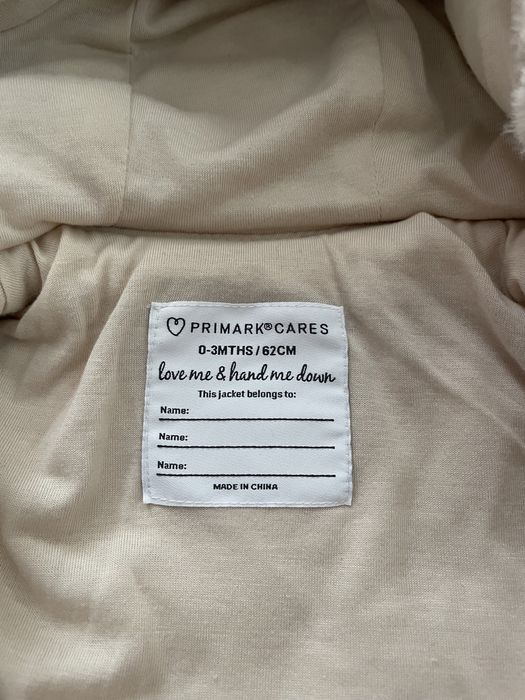 PRIMARK®CARES
0-3MTHS/62CM
love me & hand me down
This jacket belongs to:
Name:
Name:
Name:
MADE IN CHINA